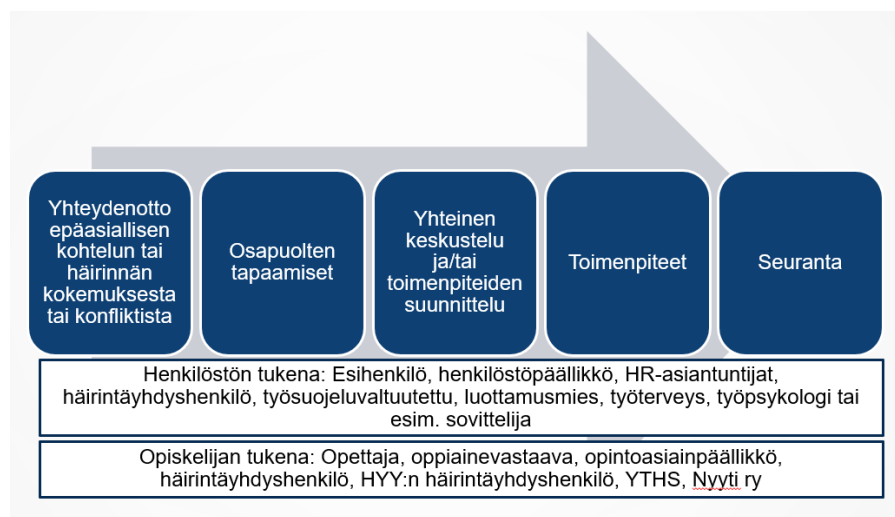 Yhteydenotto
epäasiallisen
kohtelun tai
häirinnän
kokemuksesta
tai konfliktista
Osapuolten
tapaamiset
Yhteinen
keskustelu
ja/tai
toimenpiteiden
suunnittelu
Toimenpiteet
Seuranta
Henkilöstön tukena: Esihenkilö, henkilöstöpäällikkö, HR-asiantuntijat,
häirintäyhdyshenkilö, työsuojeluvaltuutettu, luottamusmies, työterveys, työpsykologi tai
esim. sovittelija
Opiskelijan tukena: Opettaja, oppiainevastaava, opintoasiainpäällikkö,
häirintäyhdyshenkilö, HYY:n häirintäyhdyshenkilö, YTHS, Nyyti ry